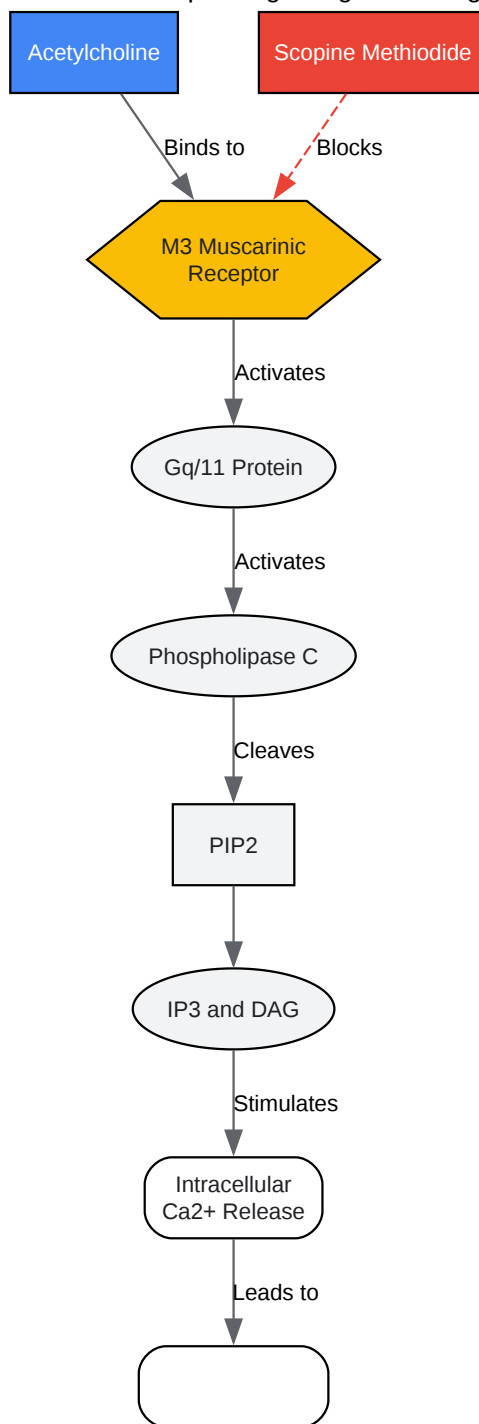 Acetylcholine
Scopine Methiodide
Binds to
Blocks
M3 Muscarinic
Receptor
Activates
Gq/11 Protein
Activates
Phospholipase C
Cleaves
PIP2
IP3 and DAG
Stimulates
Intracellular
Ca2+ Release
Leads to